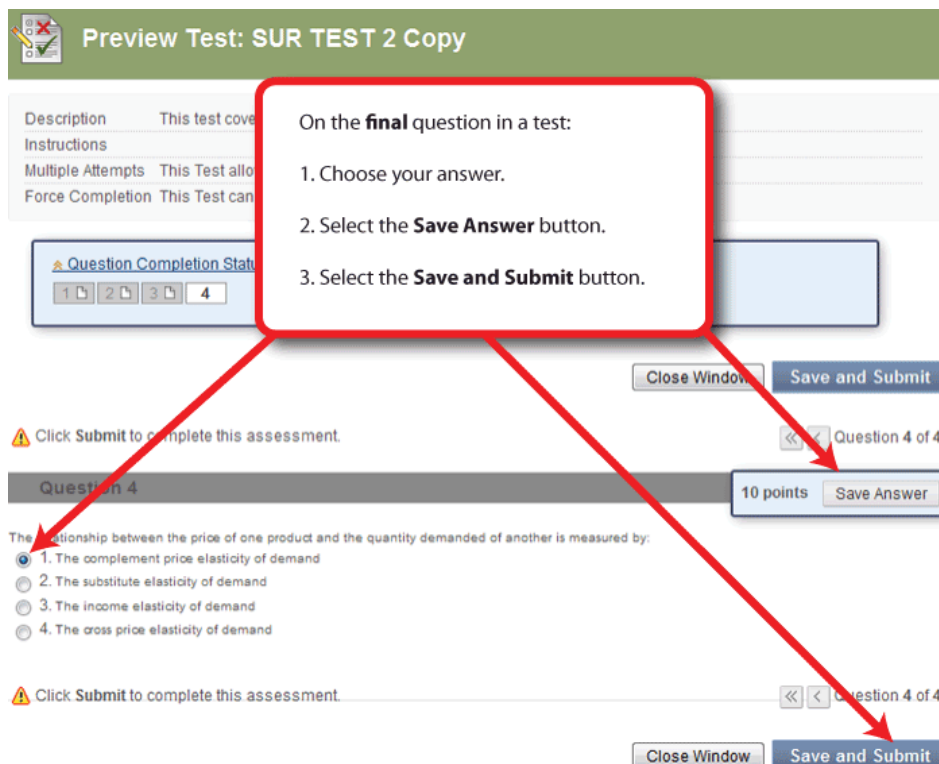 Preview Test: SUR TEST 2 Copy
Description This test cove
Instructions
Multiple Attempts This Test allo
Force Completion This Test can
On the final question in a test:
1. Choose your answer.
2. Select the Save Answer button.
3. Select the Save and Submit button.
Question Completion Statu
1 2 3 4
Close Window Save and Submit
Click Submit to complete this assessment. Question 4 of 4
Question 4 10 points Save Answer
The relationship between the price of one product and the quantity demanded of another is measured by:
1. The complement price elasticity of demand
2. The substitute elasticity of demand
3. The income elasticity of demand
4. The cross price elasticity of demand
Click Submit to complete this assessment. Question 4 of 4
Close Window Save and Submit